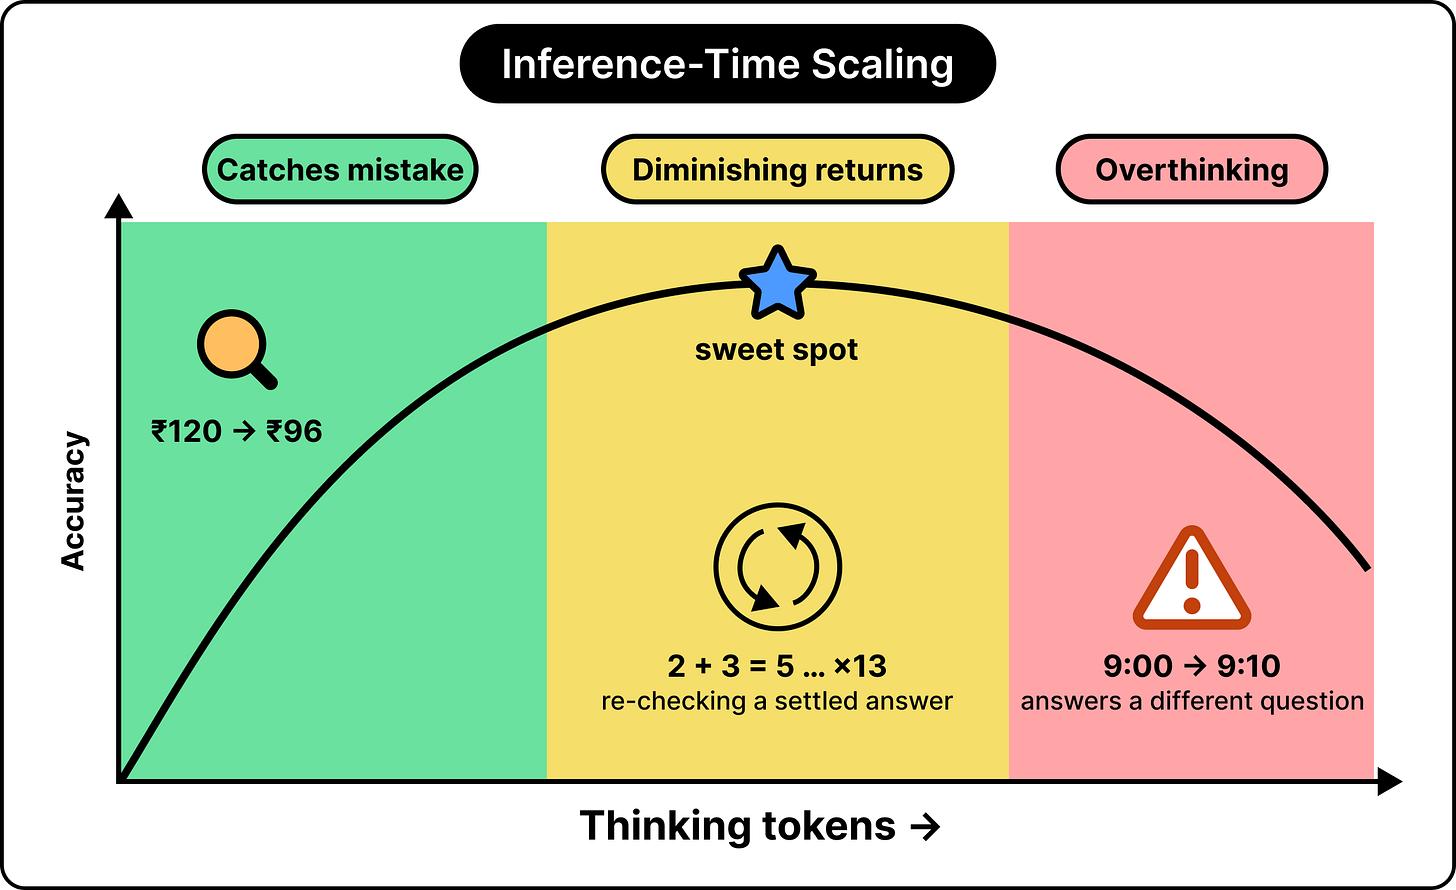 Inference-Time Scaling
Catches mistake
Diminishing returns
Overthinking
sweet spot
₹120 → ₹96
Accuracy
2 + 3 = 5 ... ×13
re-checking a settled answer
9:00 → 9:10
answers a different question
Thinking tokens →